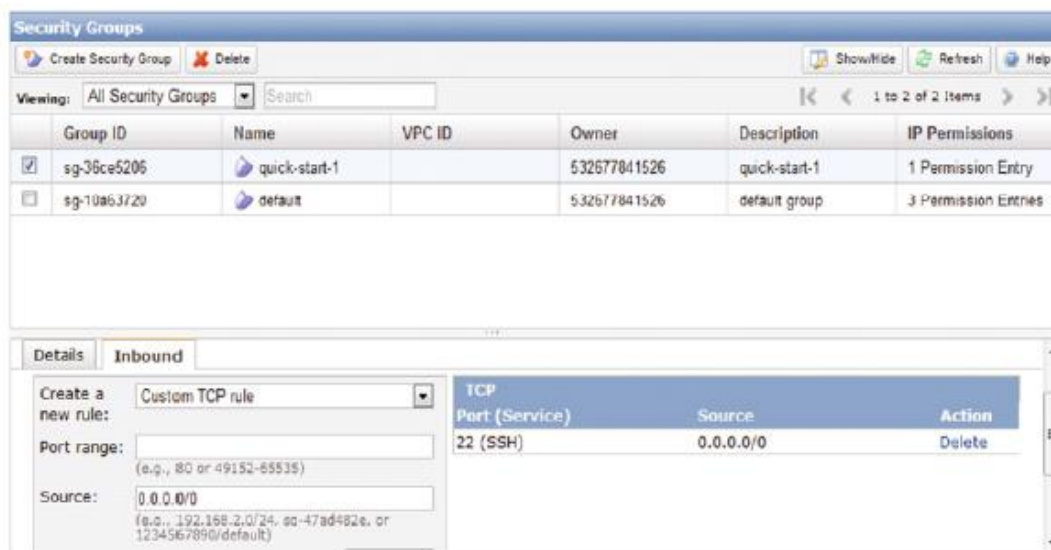 Security Groups
Create Security Group Delete Show/Hide Refresh Help
Viewing: All Security Groups Search 1 to 2 of 2 Items
Group ID Name VPC ID Owner Description IP Permissions
sg-36ce5206 quick-start-1 532677841526 quick-start-1 1 Permission Entry
sg-10a63720 default 532677841526 default group 3 Permission Entries
Details Inbound
Create a new rule: Custom TCP rule
Port range:
(e.g., 80 or 49152-65535)
Source: 0.0.0.0/0
(e.g., 192.168.2.0/24, sg-47ad482e, or
1234567890/default)
TCP
Port (Service) Source Action
22 (SSH) 0.0.0.0/0 Delete